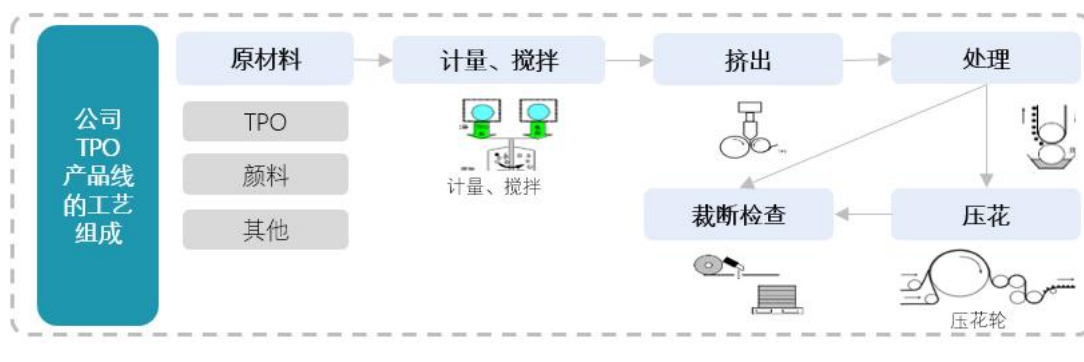 公司
TPO
产品线
的工艺
组成
原材料
计量、搅拌
挤出
处理
TPO
颜料
其他
计量、搅拌
裁断检查
压花
压花轮